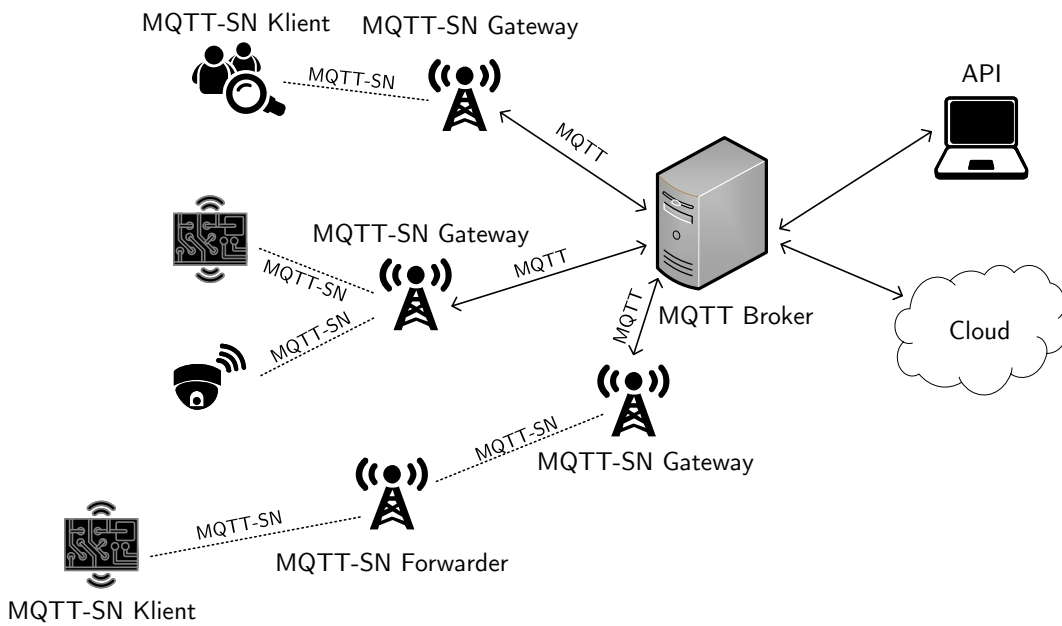 MQTT-SN Klient
MQTT-SN Gateway
MQTT-SN
API
MQTT
MQTT-SN Gateway
MQTT
MQTT-SN
MQTT-SN
MQTT
MQTT Broker
Cloud
MQTT-SN
MQTT-SN Gateway
MQTT-SN
MQTT-SN Forwarder
MQTT-SN Klient